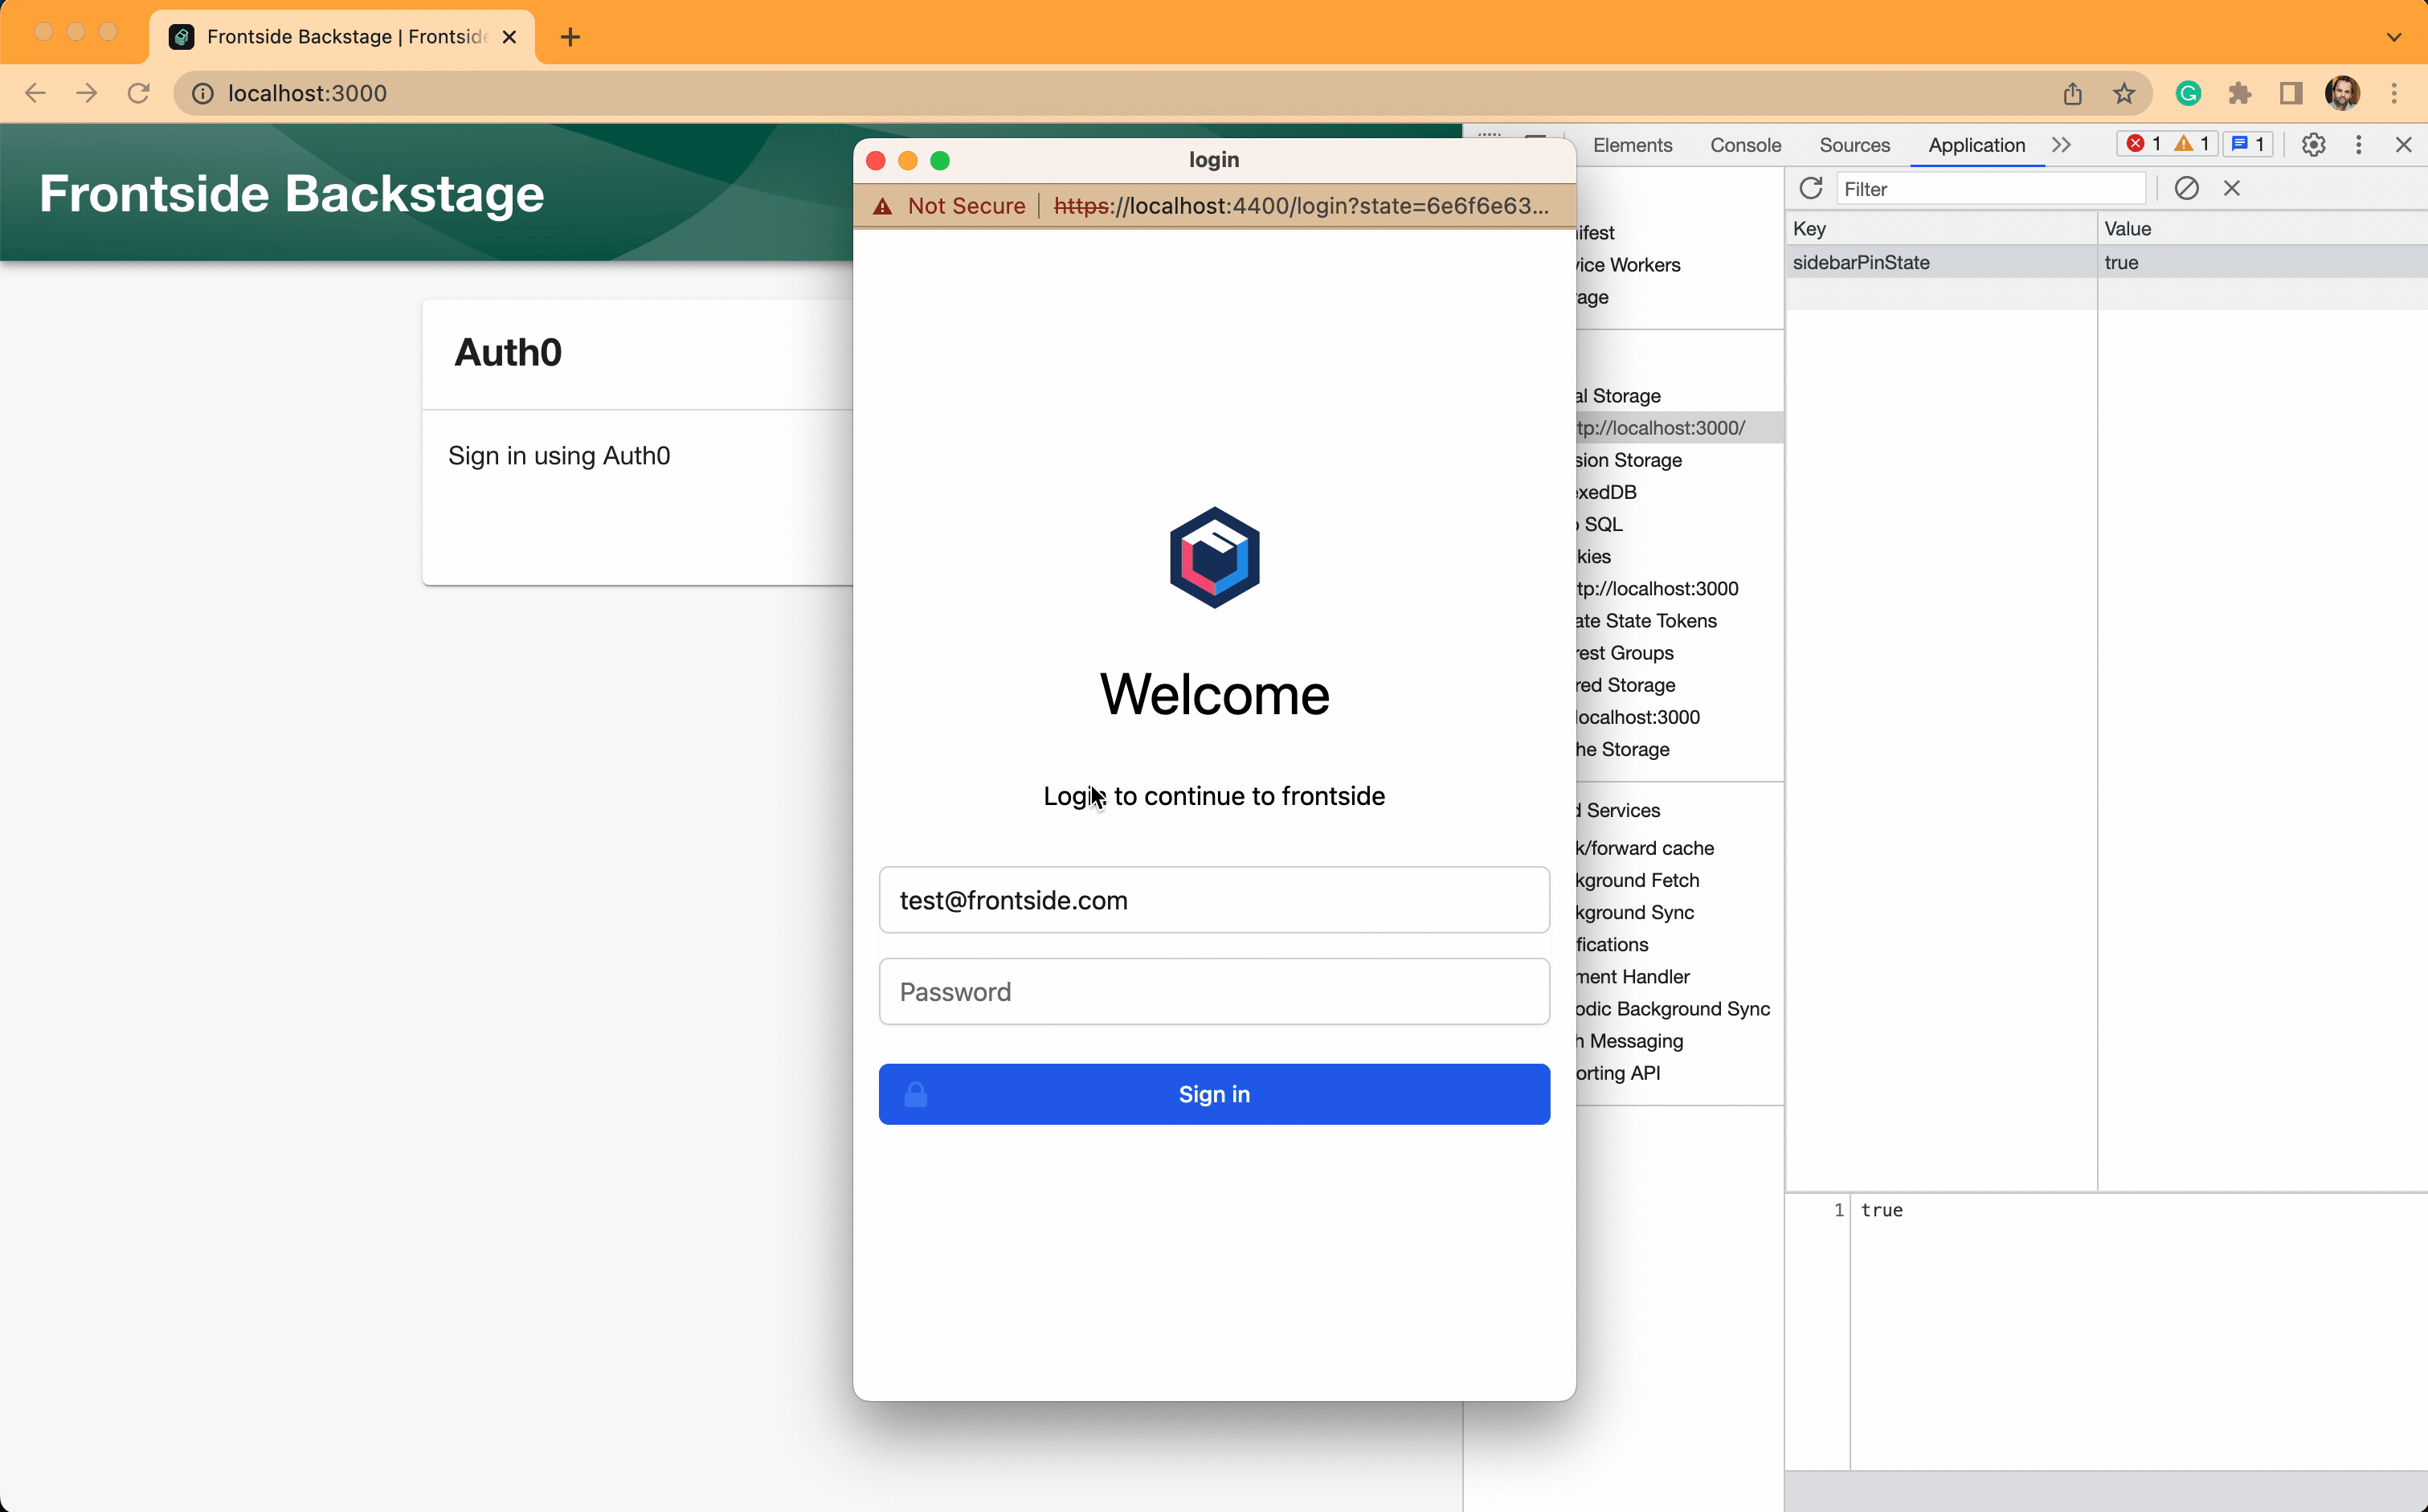 Frontside Backstage | Frontside
localhost:3000
Frontside Backstage
Auth0
Sign in using Auth0
login
Not Secure | https://localhost:4400/login?state=6e6f6e63...
Welcome
Login to continue to frontside
test@frontside.com
Password
Sign in
Elements Console Sources Application 1 1 1
Filter
Key Value
sidebarPinState true
ifest
ice Workers
age
al Storage
tp://localhost:3000/
sion Storage
exedDB
SQL
kies
tp://localhost:3000
ate State Tokens
rest Groups
red Storage
localhost:3000
he Storage
d Services
k/forward cache
kground Fetch
kground Sync
fications
ment Handler
odic Background Sync
h Messaging
orting API
1 true